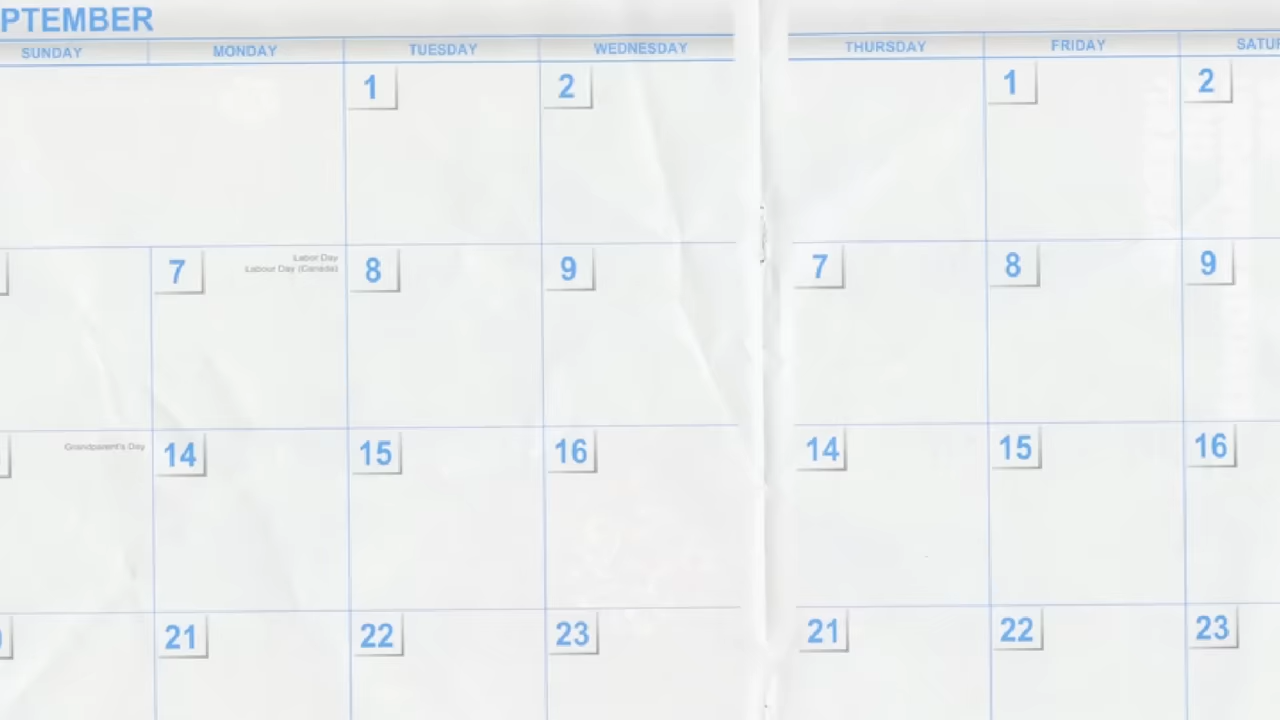 PTEMBER
SUNDAY MONDAY TUESDAY WEDNESDAY THURSDAY FRIDAY SATUR
1 2 1 2
7 Labor Day 8 9 7 8 9
Labour Day (Canada)
Grandparent's Day 14 15 16 14 15 16
21 22 23 21 22 23